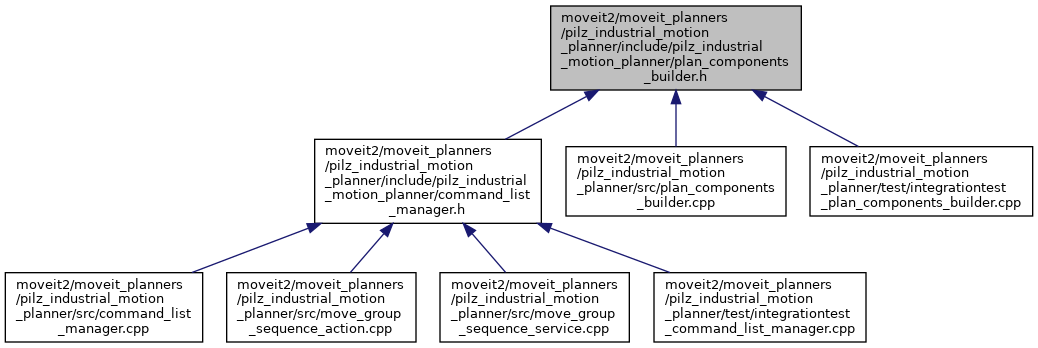 moveit2/moveit_planners
/pilz_industrial_motion
_planner/include/pilz_industrial
_motion_planner/plan_components
_builder.h
moveit2/moveit_planners
/pilz_industrial_motion
_planner/include/pilz_industrial
_motion_planner/command_list
_manager.h
moveit2/moveit_planners
/pilz_industrial_motion
_planner/src/plan_components
_builder.cpp
moveit2/moveit_planners
/pilz_industrial_motion
_planner/test/integrationtest
_plan_components_builder.cpp
moveit2/moveit_planners
/pilz_industrial_motion
_planner/src/command_list
_manager.cpp
moveit2/moveit_planners
/pilz_industrial_motion
_planner/src/move_group
_sequence_action.cpp
moveit2/moveit_planners
/pilz_industrial_motion
_planner/src/move_group
_sequence_service.cpp
moveit2/moveit_planners
/pilz_industrial_motion
_planner/test/integrationtest
_command_list_manager.cpp